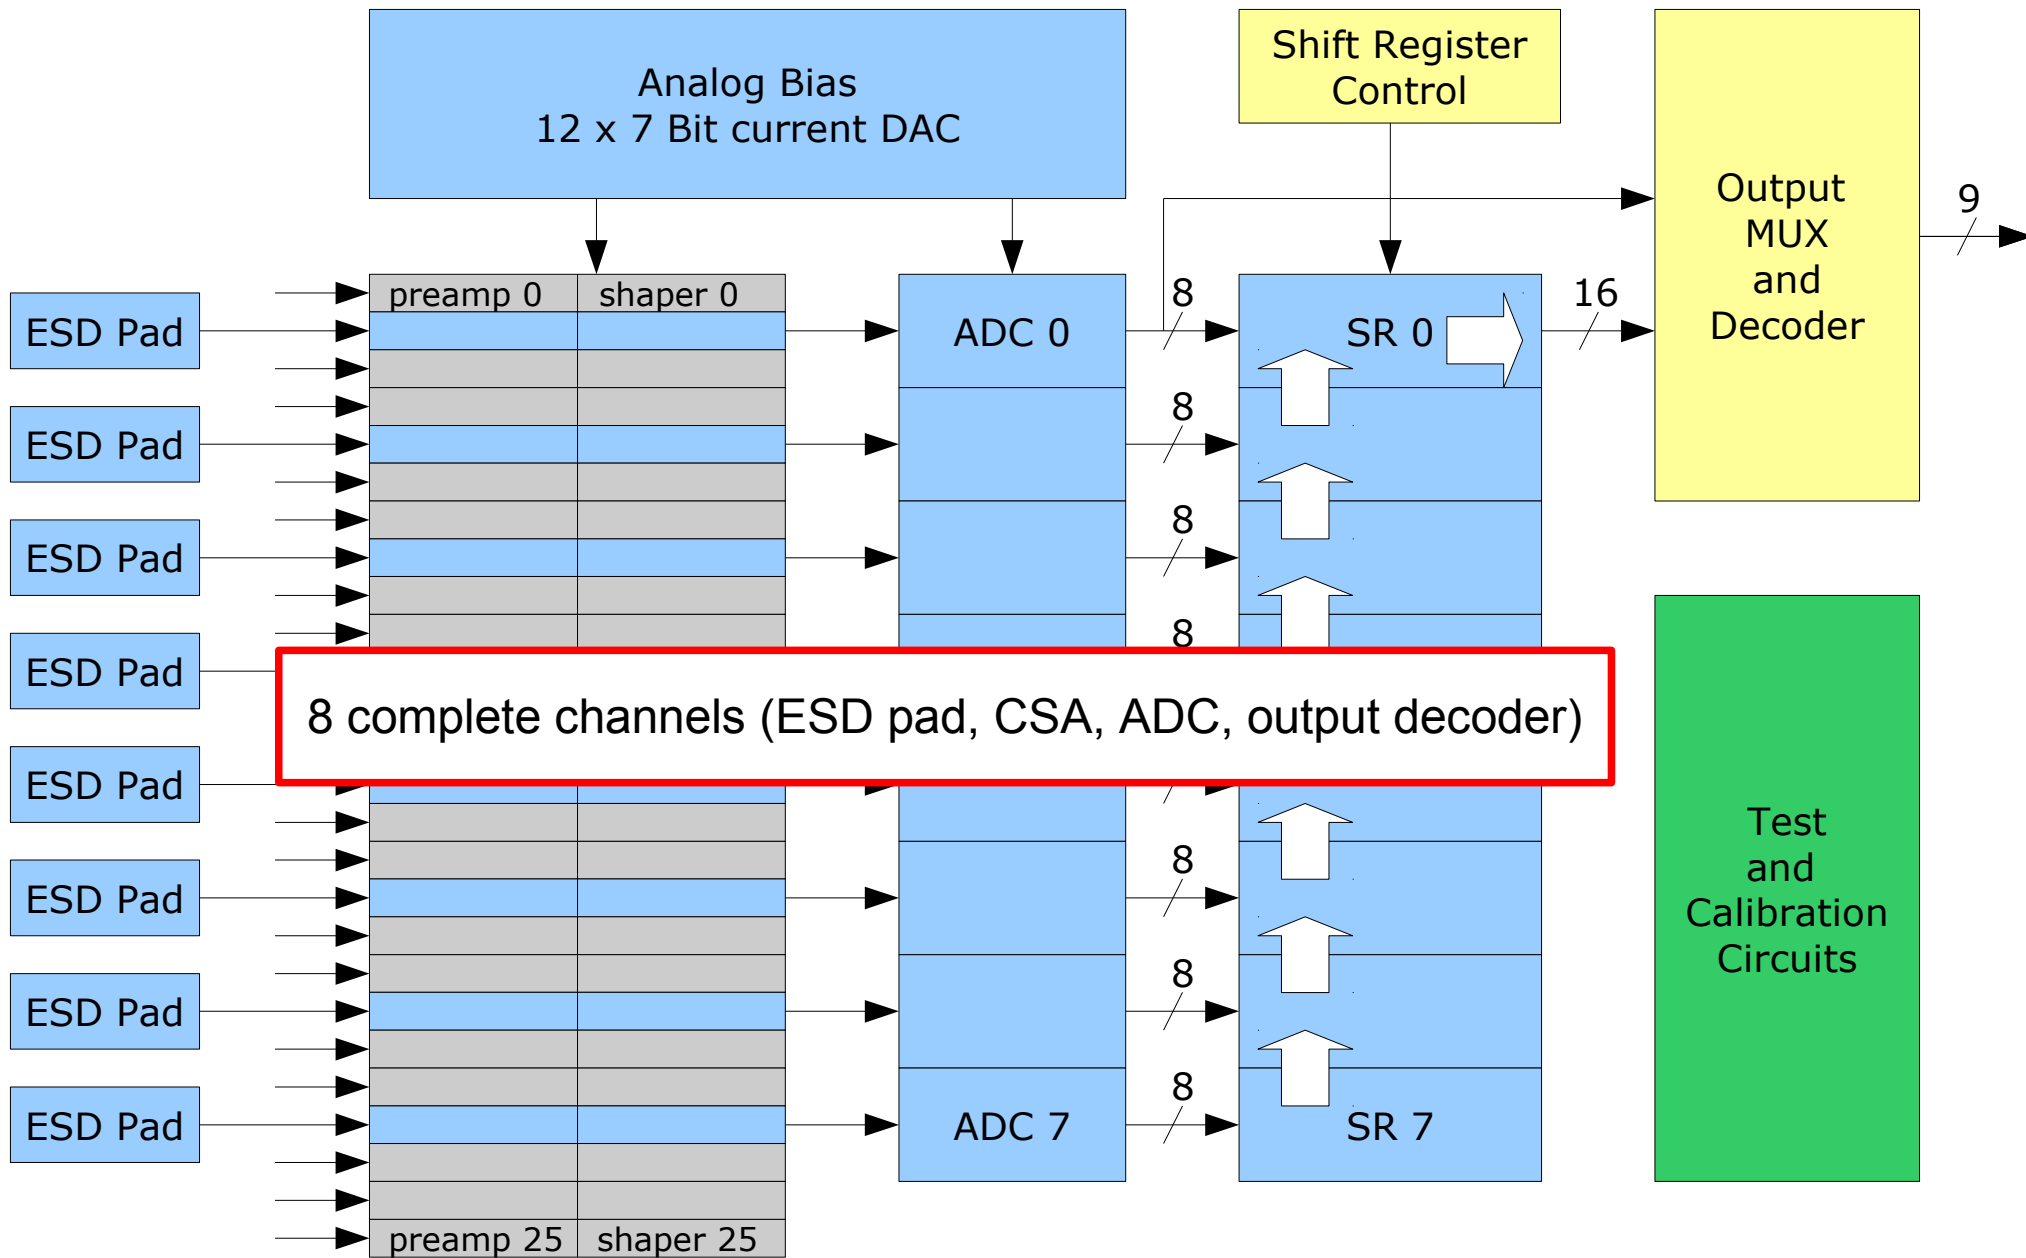 Analog Bias
12 x 7 Bit current DAC
Shift Register
Control
Output
MUX
and
Decoder
9
preamp 0 shaper 0
ESD Pad
ADC 0
8
SR 0
16
ESD Pad
8
ESD Pad
8
ESD Pad
8
8 complete channels (ESD pad, CSA, ADC, output decoder)
ESD Pad
ESD Pad
8
ESD Pad
8
ESD Pad
ADC 7
8
SR 7
preamp 25 shaper 25
Test
and
Calibration
Circuits